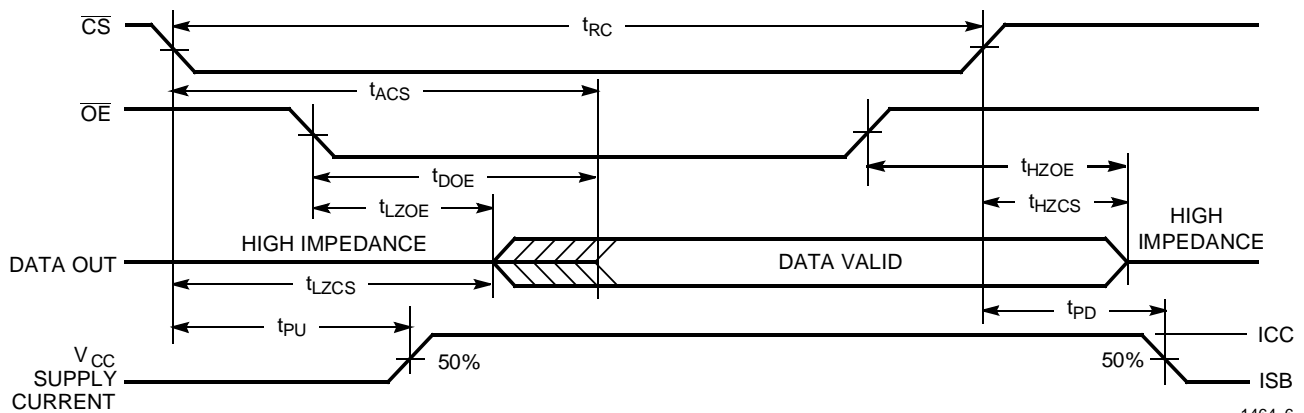 CS
tRC
tACS
OE
tDOE
tHZOE
tLZOE
tHZCS
HIGH IMPEDANCE
HIGH
IMPEDANCE
DATA OUT
DATA VALID
tLZCS
tPU
tPD
ICC
VCC
SUPPLY
CURRENT
50%
50%
ISB